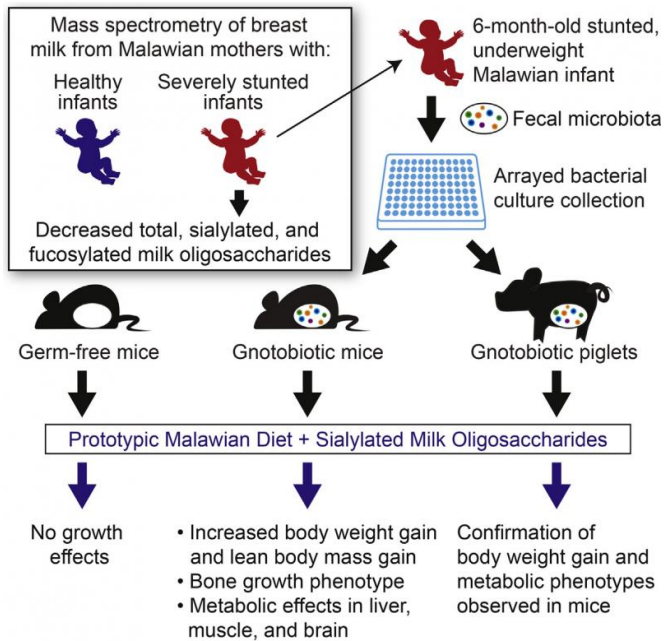 Mass spectrometry of breast
milk from Malawian mothers with:
Healthy
infants
Severely stunted
infants
Decreased total, sialylated, and
fucosylated milk oligosaccharides
6-month-old stunted,
underweight
Malawian infant
Fecal microbiota
Arrayed bacterial
culture collection
Germ-free mice
Gnotobiotic mice
Gnotobiotic piglets
Prototypic Malawian Diet + Sialylated Milk Oligosaccharides
No growth
effects
• Increased body weight gain
and lean body mass gain
• Bone growth phenotype
• Metabolic effects in liver,
muscle, and brain
Confirmation of
body weight gain and
metabolic phenotypes
observed in mice